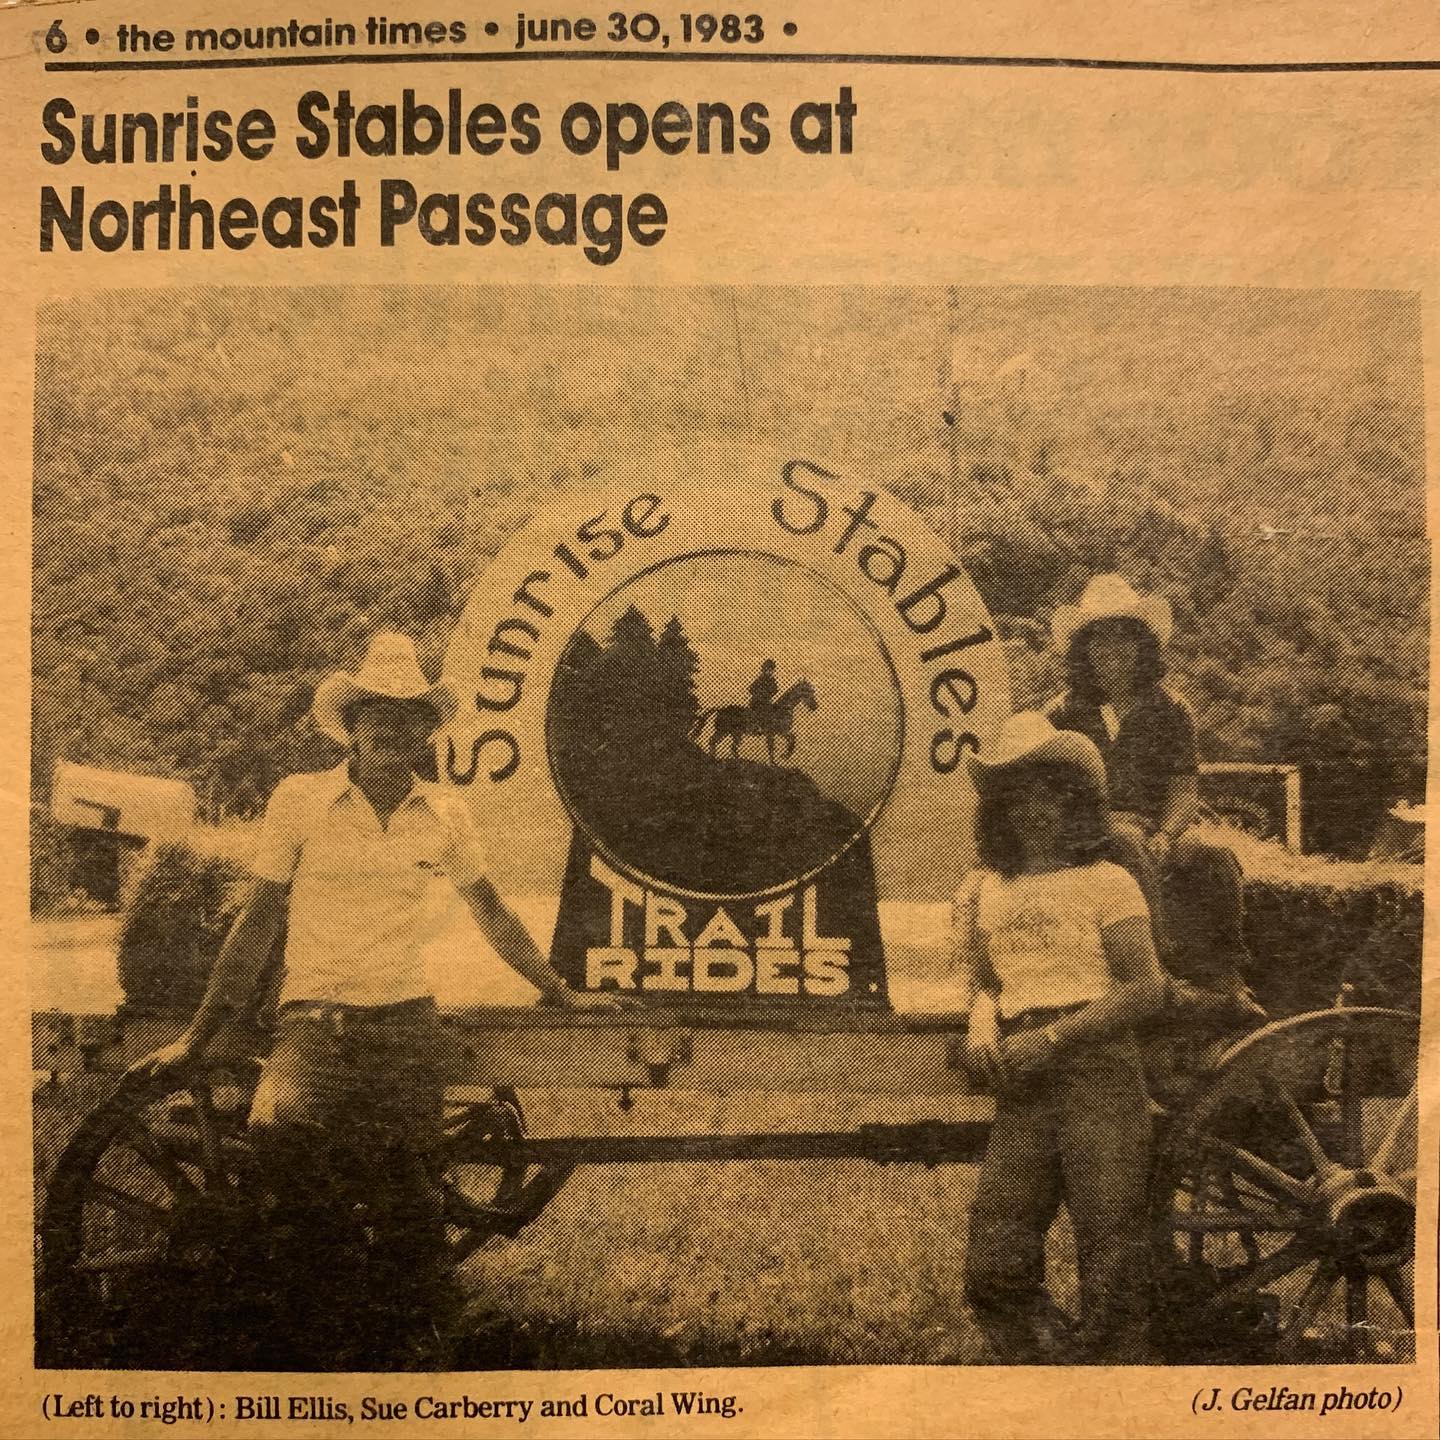 6 • the mountain times • june 30, 1983 •
Sunrise Stables opens at
Northeast Passage
Sunrise Stables
TRAIL
RIDES
(Left to right): Bill Ellis, Sue Carberry and Coral Wing.
(J. Gelfan photo)